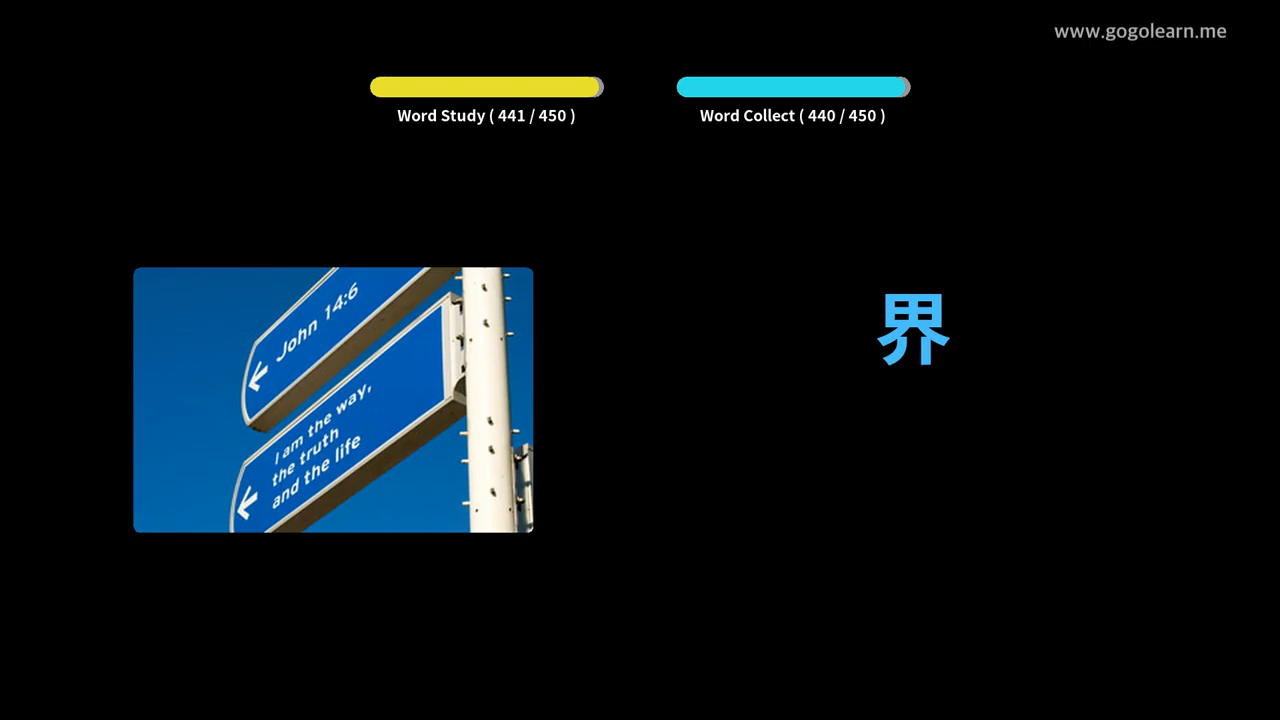 www.gogolearn.me
Word Study ( 441 / 450 )
Word Collect ( 440 / 450 )
John 14:6
I am the way,
the truth
and the life
界